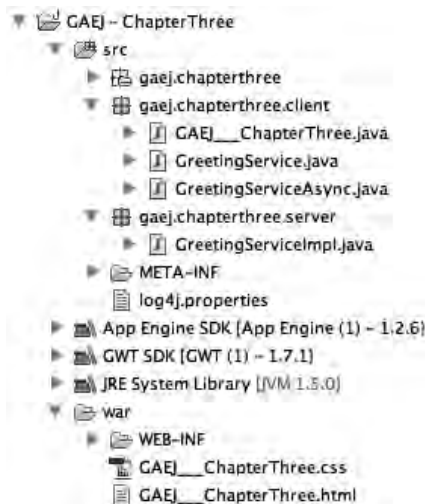 GAEJ - ChapterThree
src
gaej.chapterthree
gaej.chapterthree.client
GAEJ___ChapterThree.java
GreetingService.java
GreetingServiceAsync.java
gaej.chapterthree.server
GreetingServiceImpl.java
META-INF
log4j.properties
App Engine SDK [App Engine (1) - 1.2.6]
GWT SDK [GWT (1) - 1.7.1]
JRE System Library [JVM 1.5.0]
war
WEB-INF
GAEJ___ChapterThree.css
GAEJ___ChapterThree.html